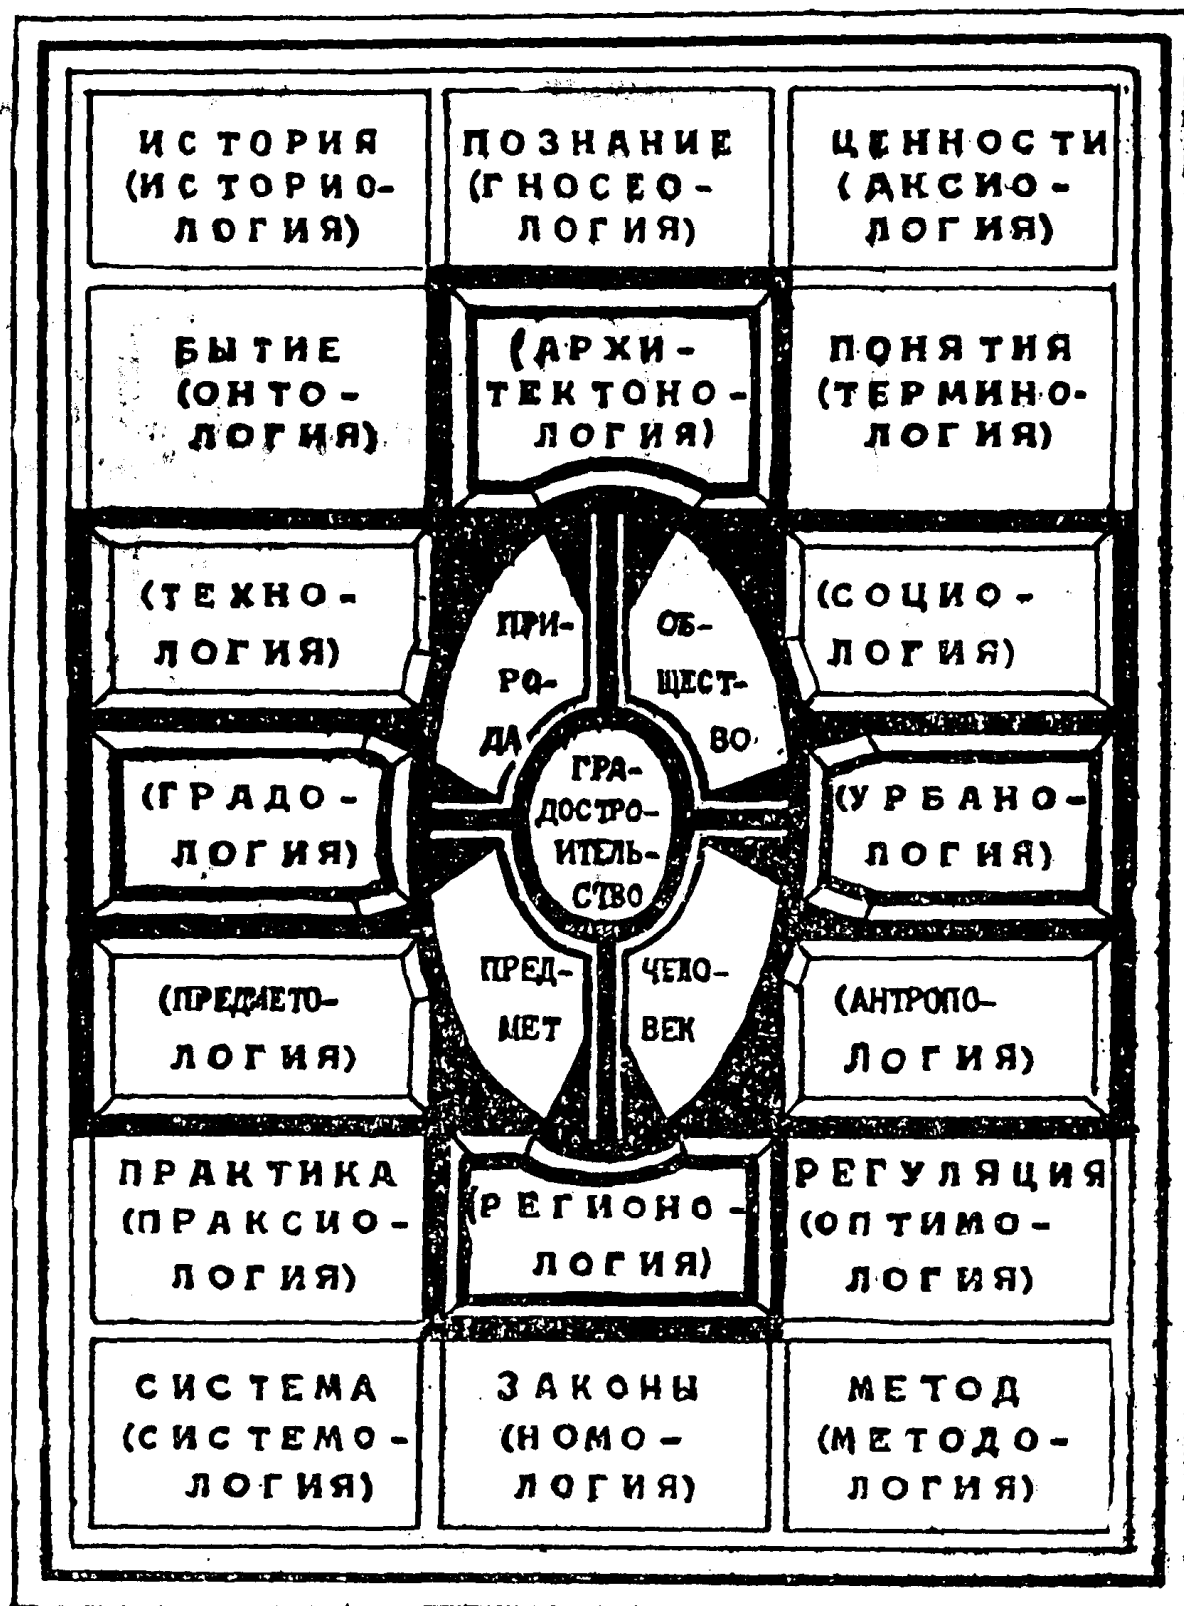 ИСТОРИЯ
(ИСТОРИО-
ЛОГИЯ)
ПОЗНАНИЕ
(ГНОСЕО-
ЛОГИЯ)
ЦЕННОСТИ
(АКСИО-
ЛОГИЯ)
БЫТИЕ
(ОНТО-
ЛОГИЯ)
(АРХИ-
ТЕКТОНО-
ЛОГИЯ)
ПОНЯТИЯ
(ТЕРМИНО-
ЛОГИЯ)
(ТЕХНО-
ЛОГИЯ)
ПРИ-
РО-
ДА
ОБ-
ЩЕСТ-
ВО
(СОЦИО-
ЛОГИЯ)
(ГРАДО-
ЛОГИЯ)
ГРА-
ДОСТРО-
ИТЕЛЬ-
СТВО
(УРБАНО-
ЛОГИЯ)
(ПРЕДМЕТО-
ЛОГИЯ)
ПРЕД-
МЕТ
ЧЕЛО-
ВЕК
(АНТРОПО-
ЛОГИЯ)
ПРАКТИКА
(ПРАКСИО-
ЛОГИЯ)
(РЕГИОНО-
ЛОГИЯ)
РЕГУЛЯЦИЯ
(ОПТИМО-
ЛОГИЯ)
СИСТЕМА
(СИСТЕМО-
ЛОГИЯ)
ЗАКОНЫ
(НОМО-
ЛОГИЯ)
МЕТОД
(МЕТОДО-
ЛОГИЯ)